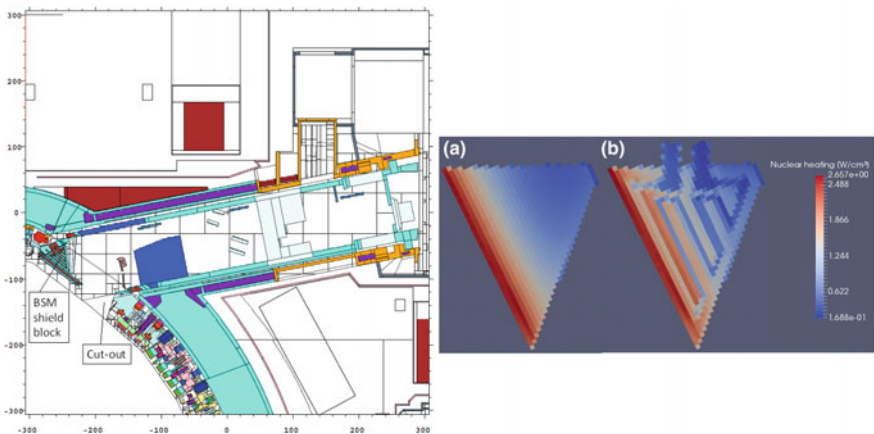 300
200
100
0
-100
-200
-300
-300
-200
-100
0
100
200
300
BSM
shield
block
Cut-out
(a)
(b)
Nuclear heating (W/cm³)
2.657e+00
2.488
1.866
1.244
0.622
1.688e-01